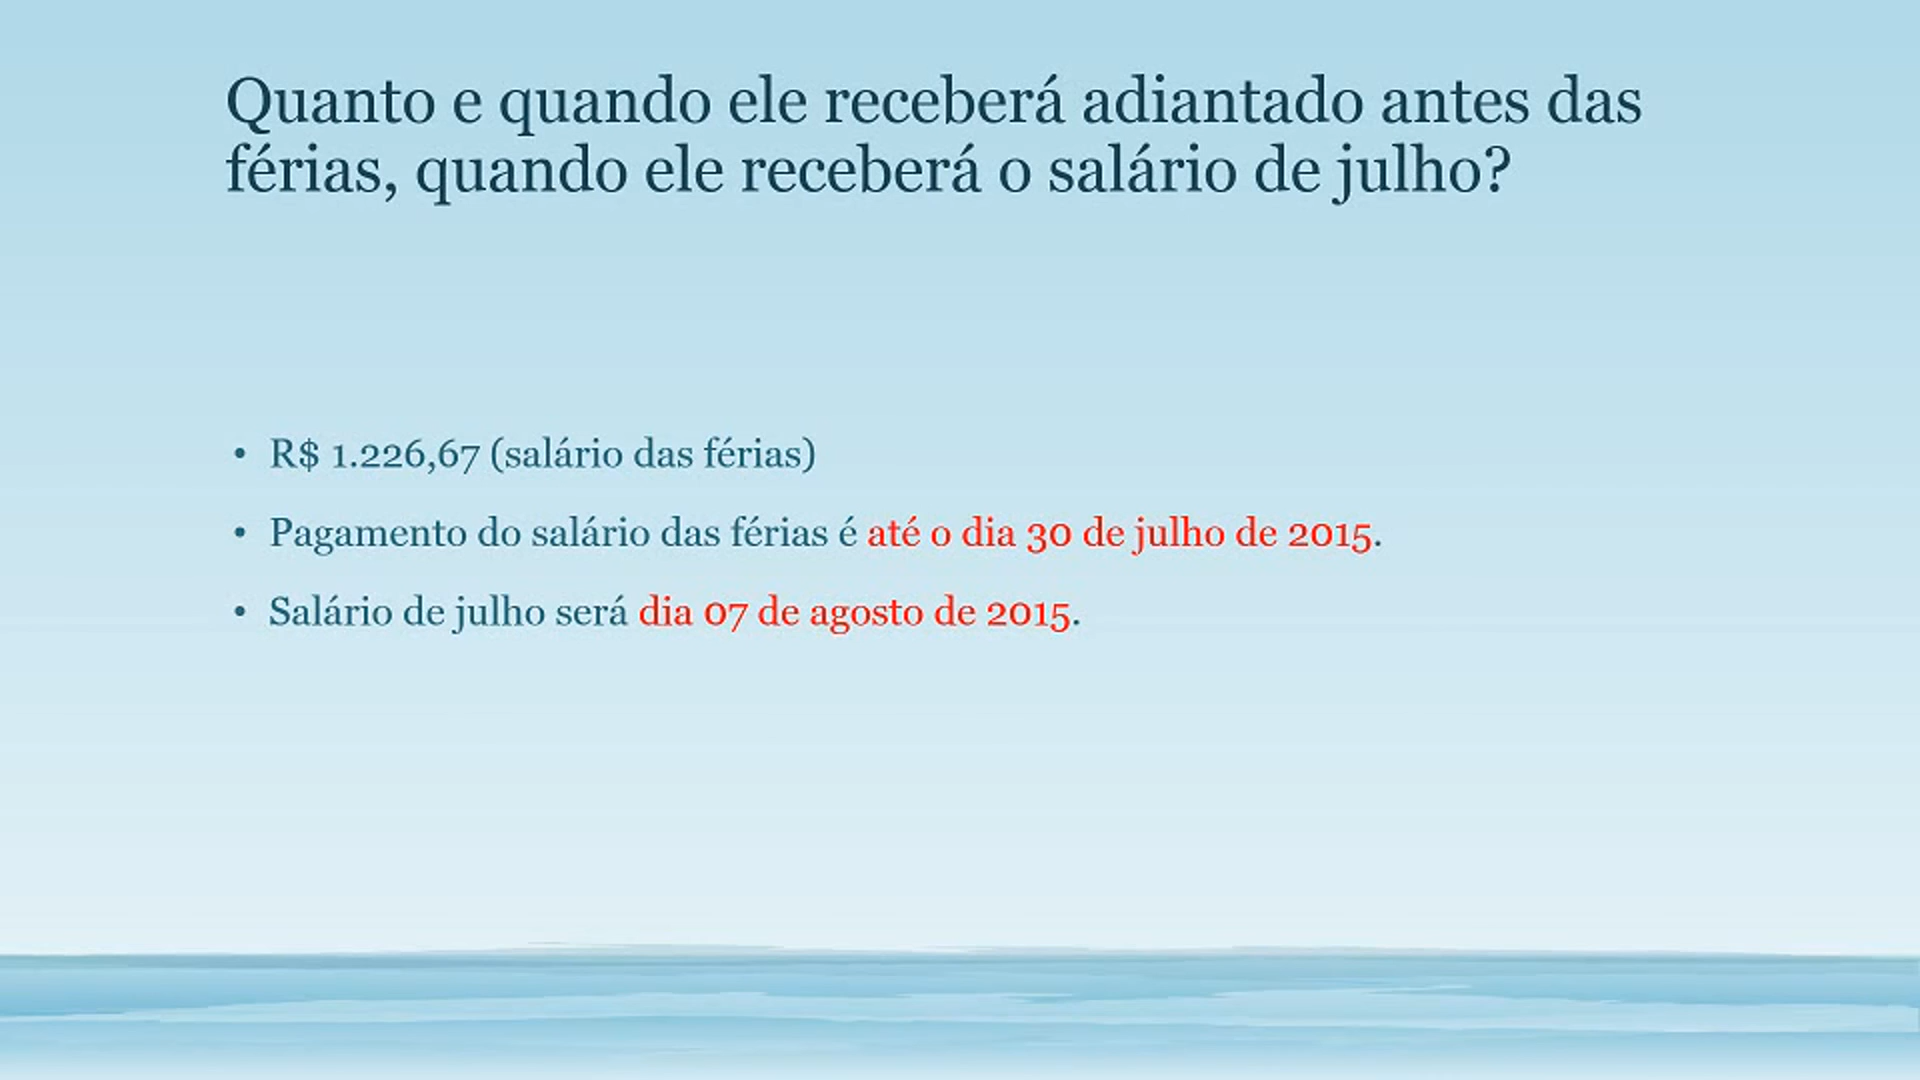 Quanto e quando ele receberá adiantado antes das
férias, quando ele receberá o salário de julho?
• R$ 1.226,67 (salário das férias)
• Pagamento do salário das férias é até o dia 30 de julho de 2015.
• Salário de julho será dia 07 de agosto de 2015.